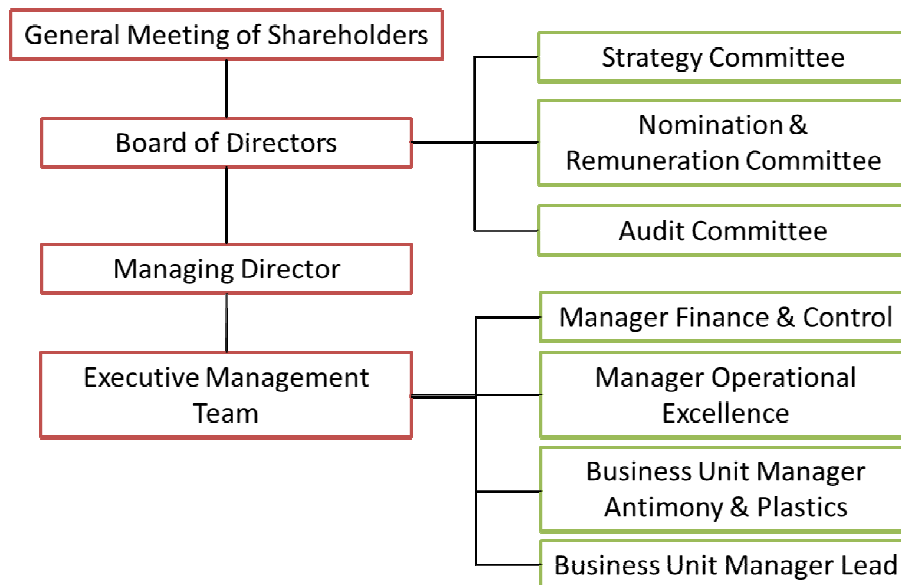 General Meeting of Shareholders
Board of Directors
Managing Director
Executive Management
Team
Strategy Committee
Nomination &
Remuneration Committee
Audit Committee
Manager Finance & Control
Manager Operational
Excellence
Business Unit Manager
Antimony & Plastics
Business Unit Manager Lead